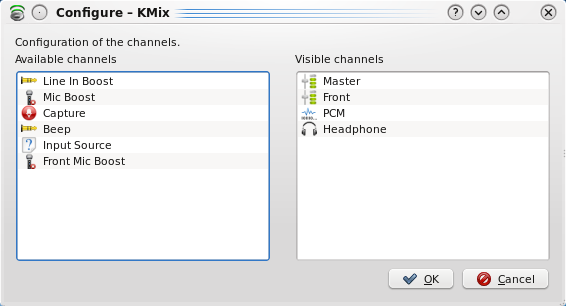 Configure – KMix
Configuration of the channels.
Available channels
Line In Boost
Mic Boost
Capture
Beep
Input Source
Front Mic Boost
Visible channels
Master
Front
PCM
Headphone
OK
Cancel